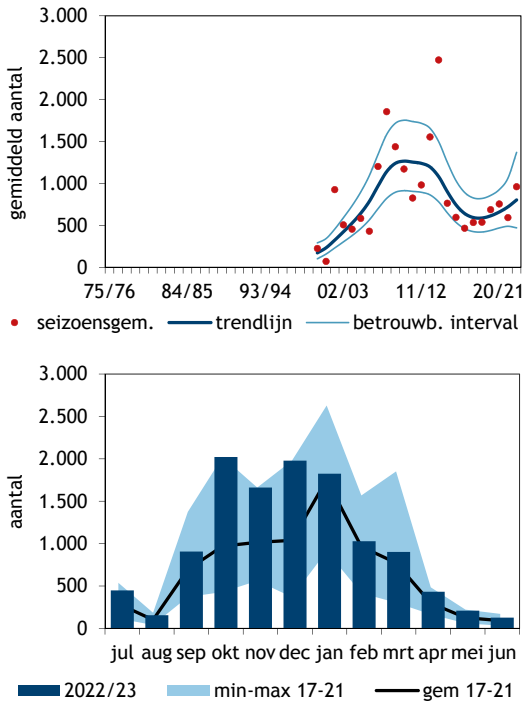 3.000
2.500
2.000
1.500
1.000
500
0
gemiddeld aantal
75/76 84/85 93/94 02/03 11/12 20/21
seizoensgem. trendlijn betrouwb. interval
3.000
2.500
2.000
1.500
1.000
500
0
aantal
jul aug sep okt nov dec jan feb mrt apr mei jun
2022/23 min-max 17-21 gem 17-21